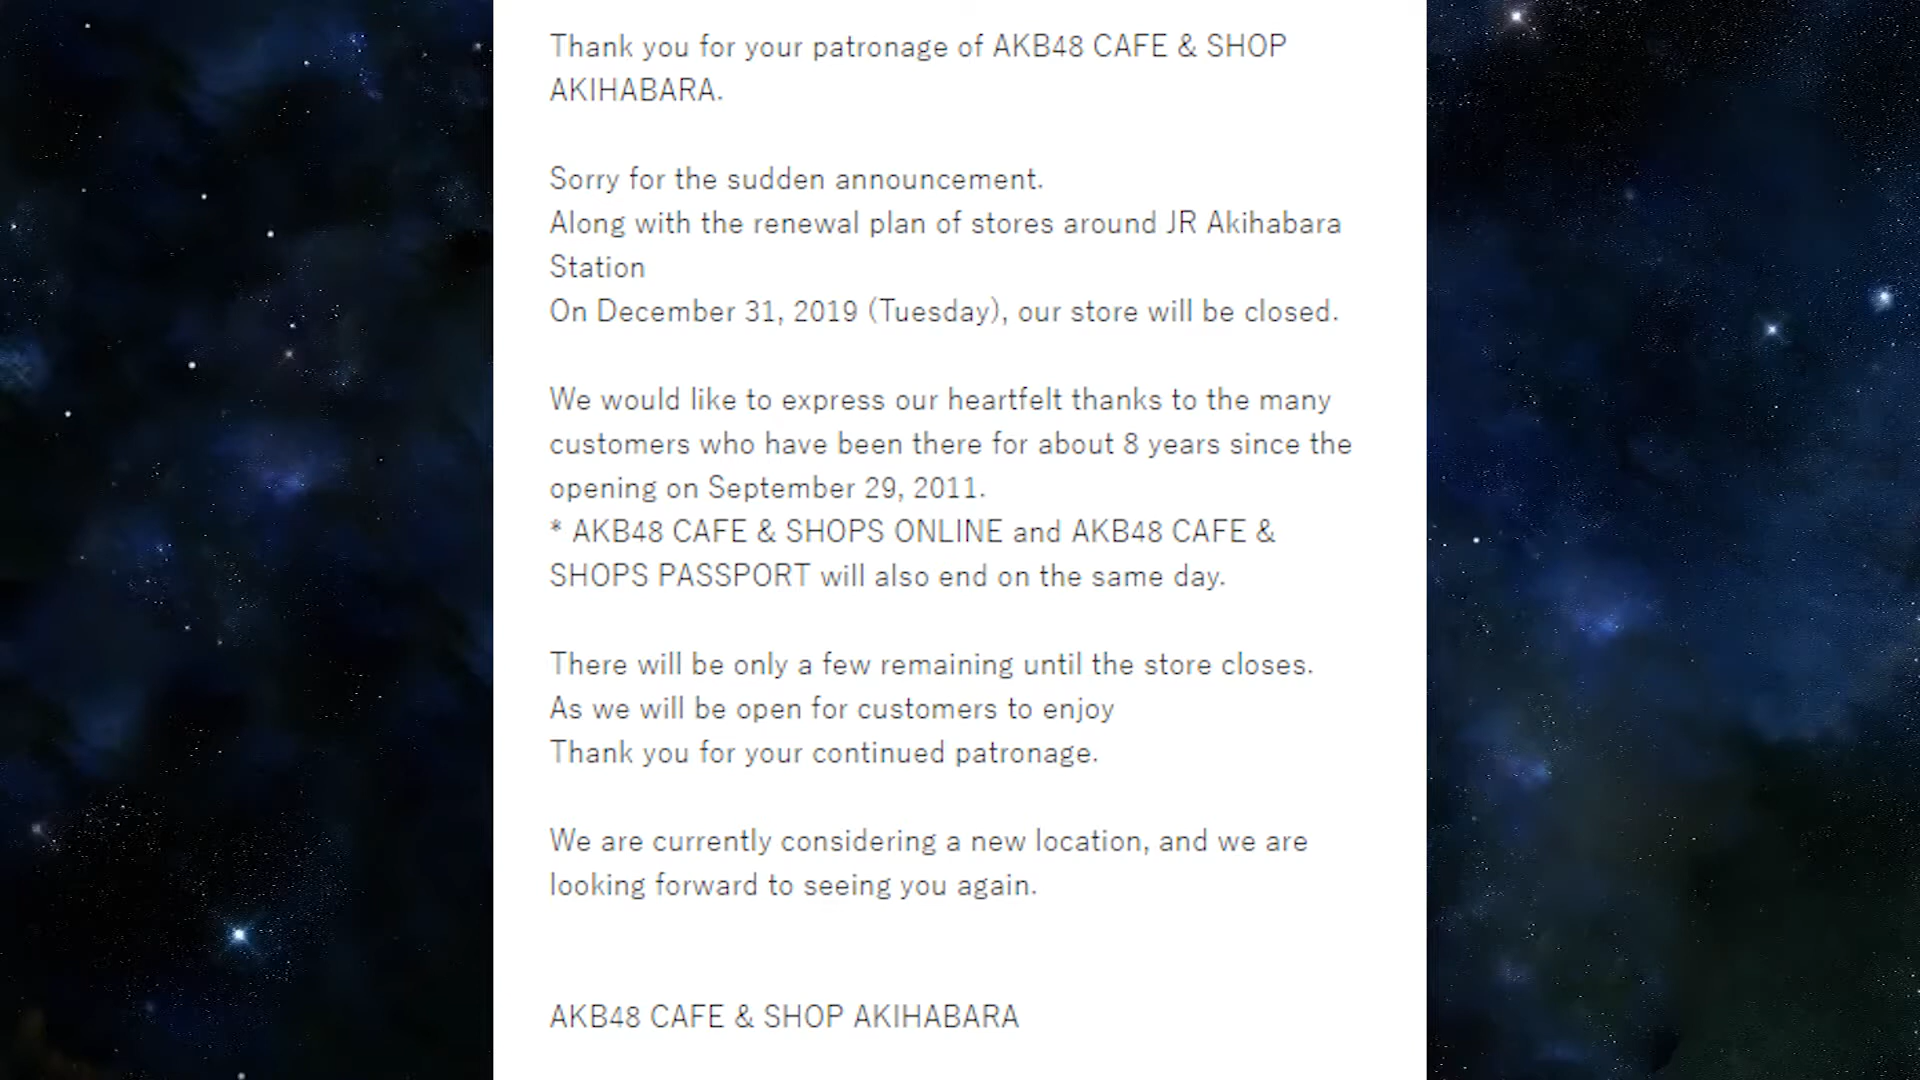 Thank you for your patronage of AKB48 CAFE & SHOP
AKIHABARA.
Sorry for the sudden announcement.
Along with the renewal plan of stores around JR Akihabara
Station
On December 31, 2019 (Tuesday), our store will be closed.
We would like to express our heartfelt thanks to the many
customers who have been there for about 8 years since the
opening on September 29, 2011.
* AKB48 CAFE & SHOPS ONLINE and AKB48 CAFE &
SHOPS PASSPORT will also end on the same day.
There will be only a few remaining until the store closes.
As we will be open for customers to enjoy
Thank you for your continued patronage.
We are currently considering a new location, and we are
looking forward to seeing you again.
AKB48 CAFE & SHOP AKIHABARA